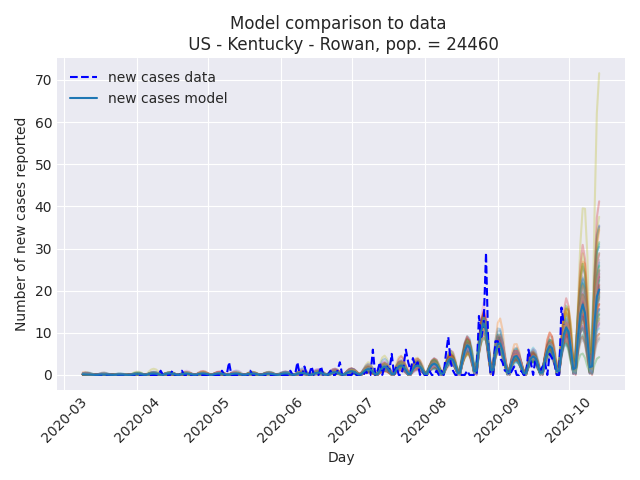 Model comparison to data
US - Kentucky - Rowan, pop. = 24460
new cases data
new cases model
Number of new cases reported
70
60
50
40
30
20
10
0
2020-03
2020-04
2020-05
2020-06
2020-07
2020-08
2020-09
2020-10
Day